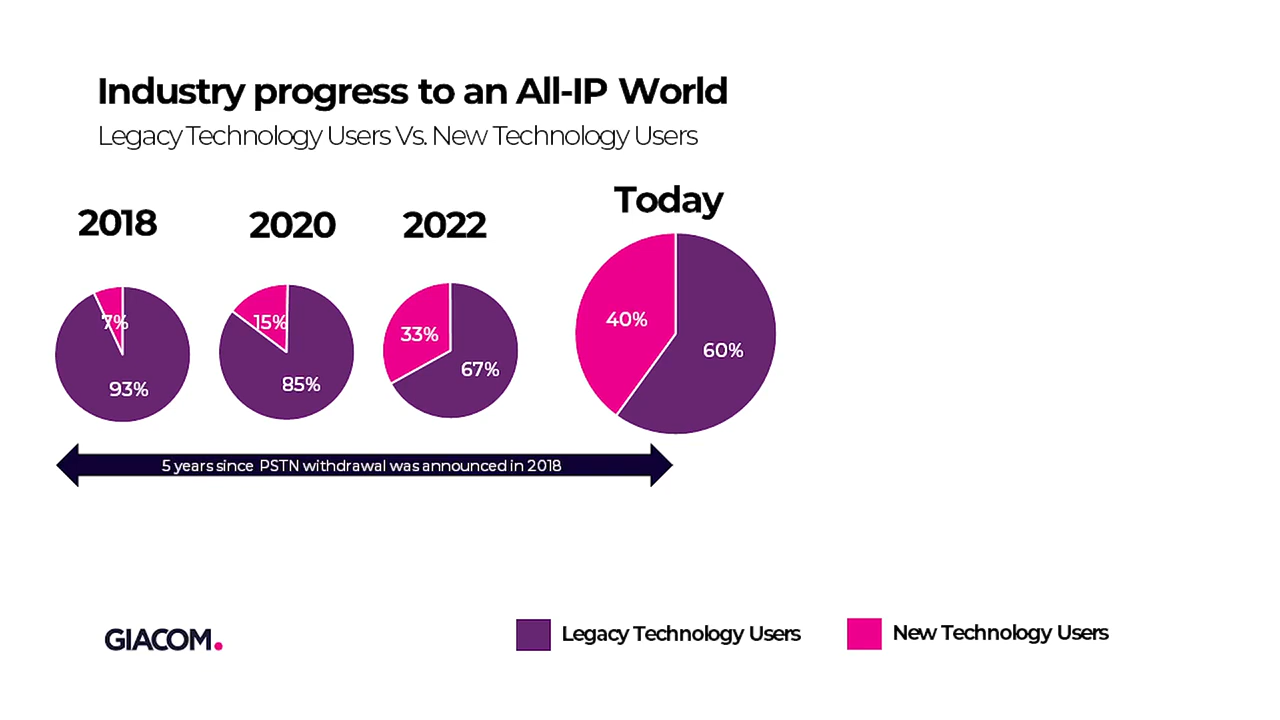 Industry progress to an All-IP World
Legacy Technology Users Vs. New Technology Users
2018
2020
2022
Today
7%
93%
15%
85%
33%
67%
40%
60%
5 years since PSTN withdrawal was announced in 2018
GIACOM.
Legacy Technology Users
New Technology Users